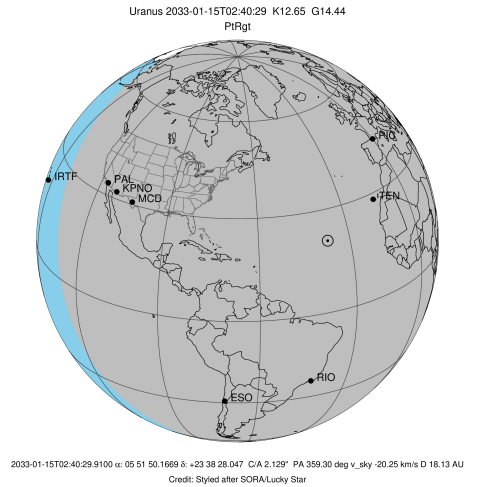 Uranus 2033-01-15T02:40:29 K12.65 G14.44
PtRgt
PIC
IRTF
PAL
KPNO
MCD
TEN
RIO
ESO
2033-01-15T02:40:29.9100 α: 05 51 50.1669 δ: +23 38 28.047 C/A 2.129" PA 359.30 deg v_sky -20.25 km/s D 18.13 AU
Credit: Styled after SORA/Lucky Star